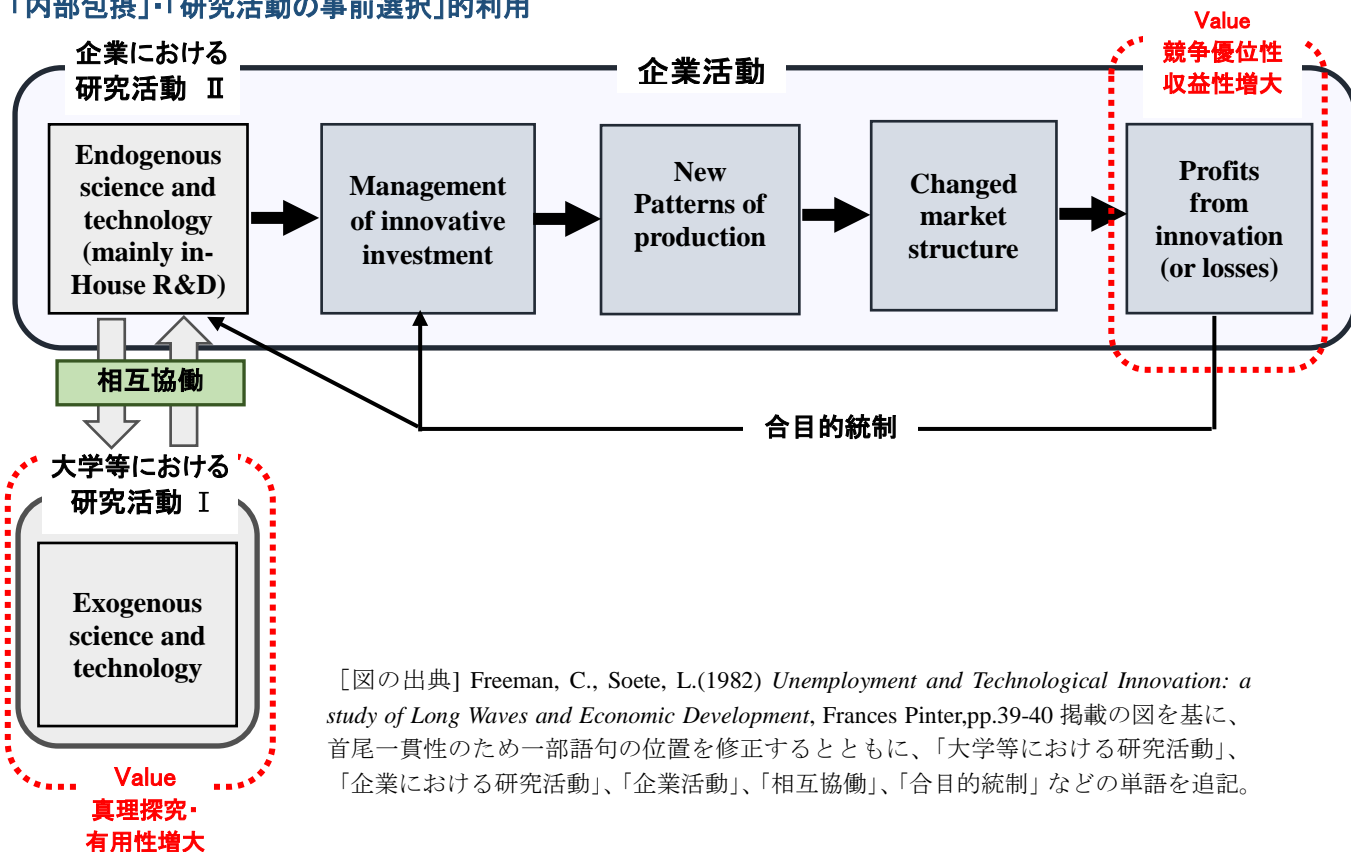 「内部包摂」・「研究活動の事前選択」的利用
企業における
研究活動 Ⅱ
企業活動
Value
競争優位性
収益性増大
Endogenous
science and
technology
(mainly in-
House R&D)
Management
of innovative
investment
New
Patterns of
production
Changed
market
structure
Profits
from
innovation
(or losses)
相互協働
合目的統制
大学等における
研究活動 Ⅰ
Exogenous
science and
technology
Value
真理探究・
有用性増大
［図の出典] Freeman, C., Soete, L.(1982) Unemployment and Technological Innovation: a
study of Long Waves and Economic Development, Frances Pinter,pp.39-40 掲載の図を基に、
首尾一貫性のため一部語句の位置を修正するとともに、「大学等における研究活動」、
「企業における研究活動」、「企業活動」、「相互協働」、「合目的統制」などの単語を追記。